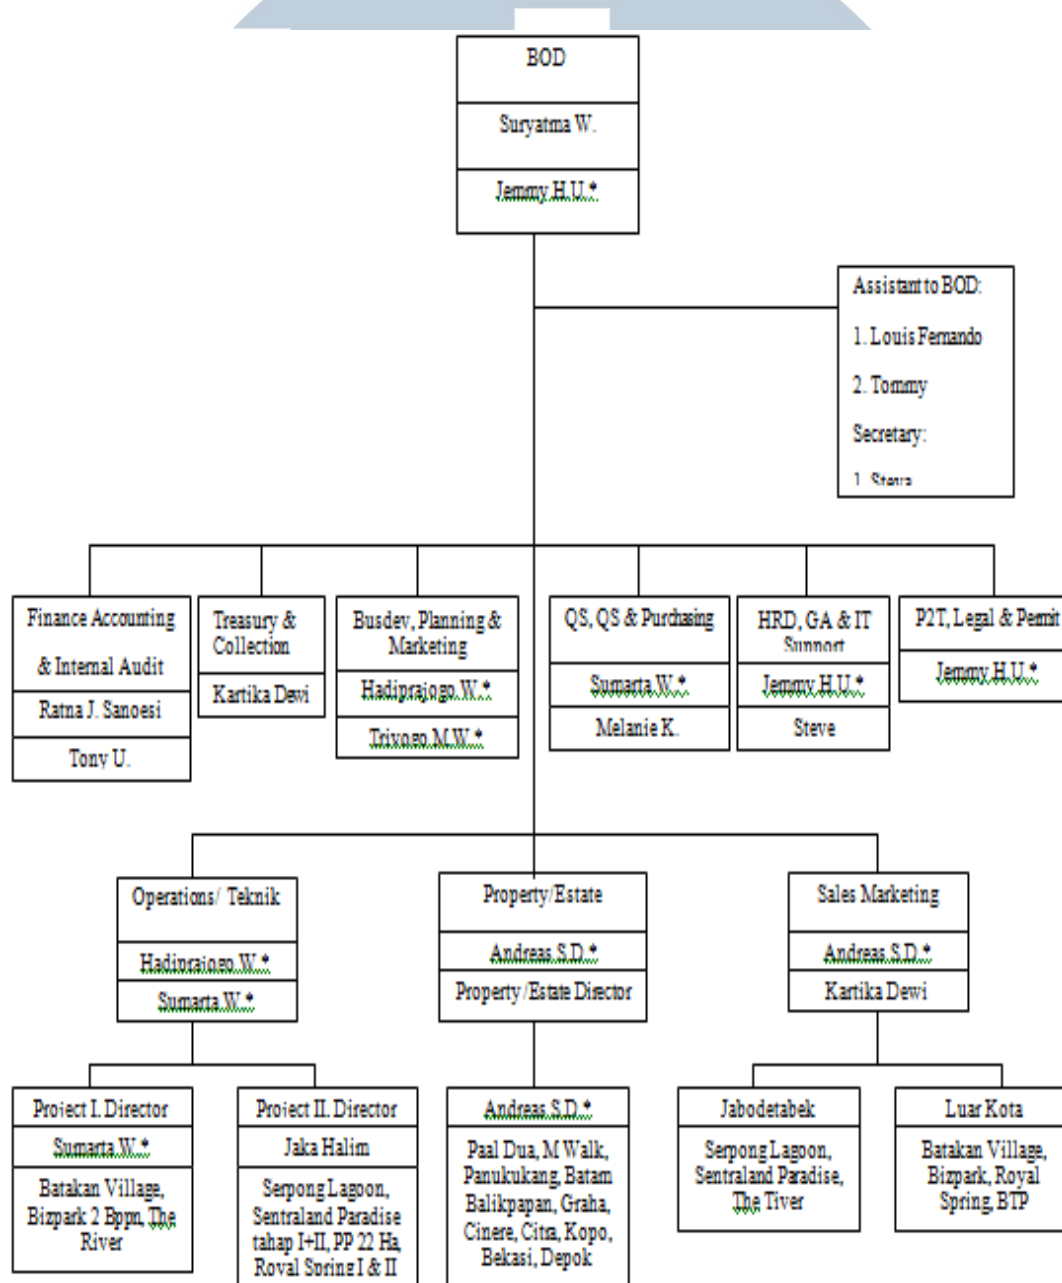 BOD
Suryatma W.
Jemmy H.U.*
Assistant to BOD:
1. Louis Fernando
2. Tommy
Secretary:
1.
Finance Accounting
& Internal Audit
Ratna J. Sanoesi
Tony U.
Treasury &
Collection
Kartika Dewi
Busdev, Planning &
Marketing
Hadiprajogo W.*
Triyogo M.W.*
QS, QS & Purchasing
Sumarta W.*
Melanie K.
HRD, GA & IT
Support
Jemmy H.U.*
Steve
P2T, Legal & Permit
Jemmy H.U.*
Operations/ Teknik
Hadiprajogo W.*
Sumarta W.*
Property/Estate
Andreas S.D.*
Property /Estate Director
Sales Marketing
Andreas S.D.*
Kartika Dewi
Project I. Director
Sumarta W.*
Batakan Village,
Bizpark 2 Bppn, The
River
Project II. Director
Jaka Halim
Serpong Lagoon,
Sentraland Paradise
tahap I+II, PP 22 Ha,
Royal Spring I & II
Andreas S.D.*
Paal Dua, M Walk,
Panukukang, Batam
Balikpapan, Graha,
Cinere, Citra, Kopo,
Bekasi, Depok
Jabodetabek
Serpong Lagoon,
Sentraland Paradise,
The Tiver
Luar Kota
Batakan Village,
Bizpark, Royal
Spring, BTP